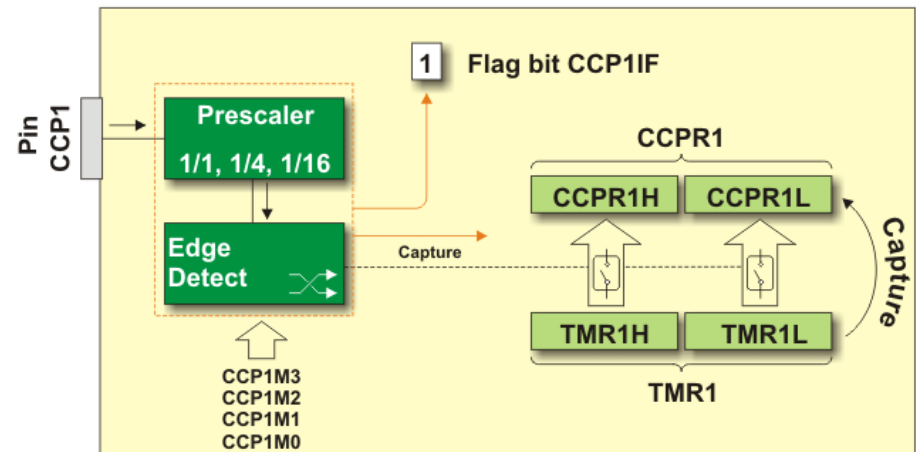 1
Flag bit CCP1IF
Pin
CCP1
Prescaler
1/1, 1/4, 1/16
Edge
Detect
Capture
CCP1M3
CCP1M2
CCP1M1
CCP1M0
CCPR1
CCPR1H
CCPR1L
TMR1H
TMR1L
TMR1
Capture